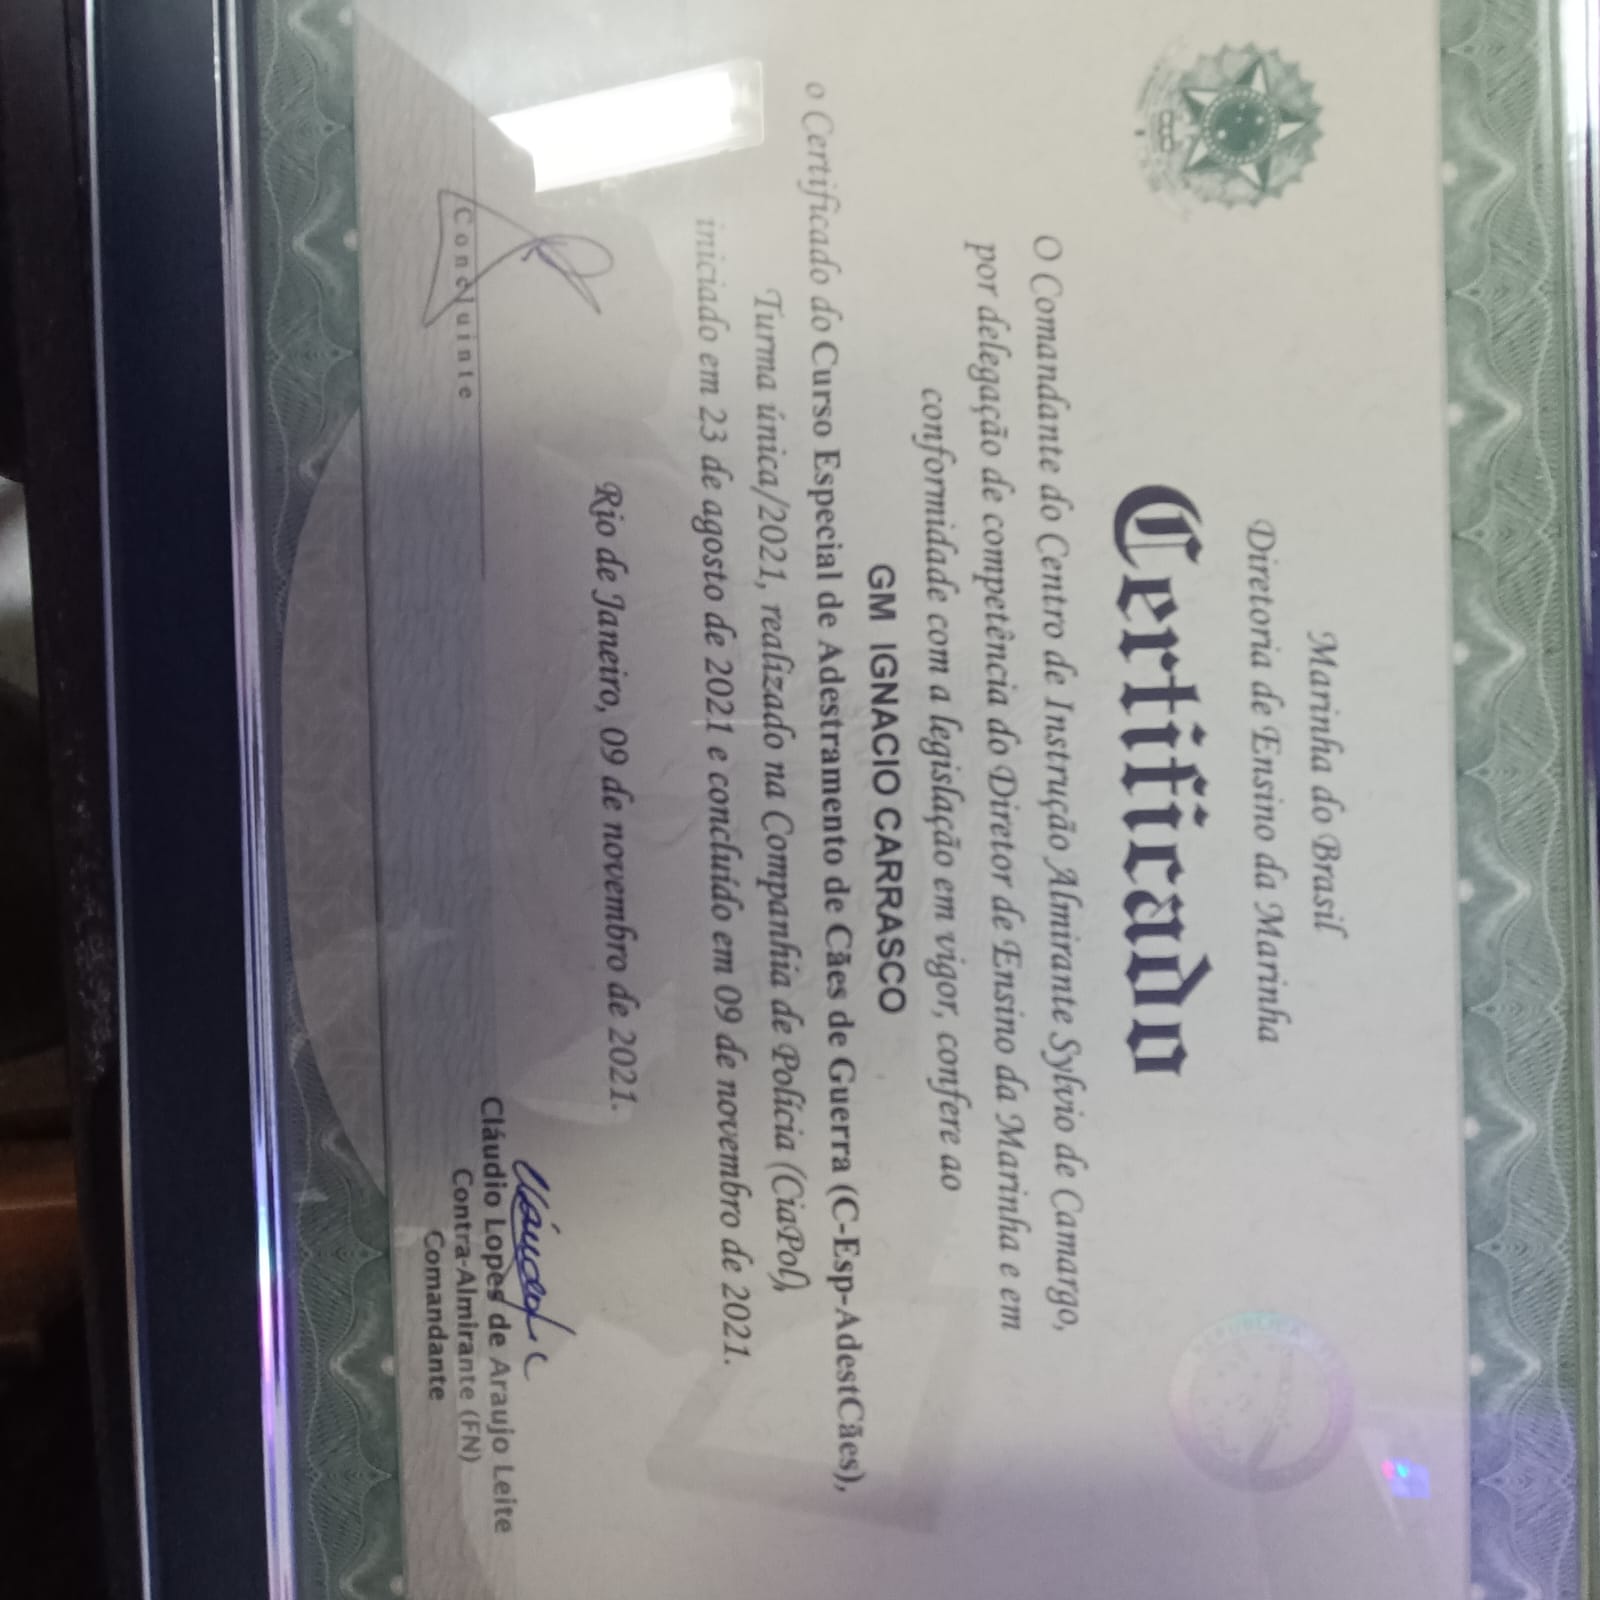 Marinha do Brasil
Diretoria de Ensino da Marinha
Certificado
O Comandante do Centro de Instrução Almirante Sylvio de Camargo,
por delegação de competência do Diretor de Ensino da Marinha e em
conformidade com a legislação em vigor, confere ao
GM IGNACIO CARRASCO
o Certificado do Curso Especial de Adestramento de Cães de Guerra (C-Esp-AdestCães),
Turma única/2021, realizado na Companhia de Polícia (CiaPol),
iniciado em 23 de agosto de 2021 e concluído em 09 de novembro de 2021.
Rio de Janeiro, 09 de novembro de 2021.
Concluinte
Cláudio Lopes de Araujo Leite
Contra-Almirante (FN)
Comandante